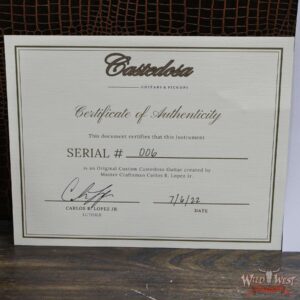 Castedosa
GUITARS & PICKUPS
Certificate of Authenticity
This document certifies that this instrument
SERIAL # 006
is an Original Custom Castedosa Guitar created by
Master Craftsman Carlos R. Lopez Jr.
7/6/22
CARLOS R. LOPEZ JR.
DATE
LUTHIER
WILD WEST